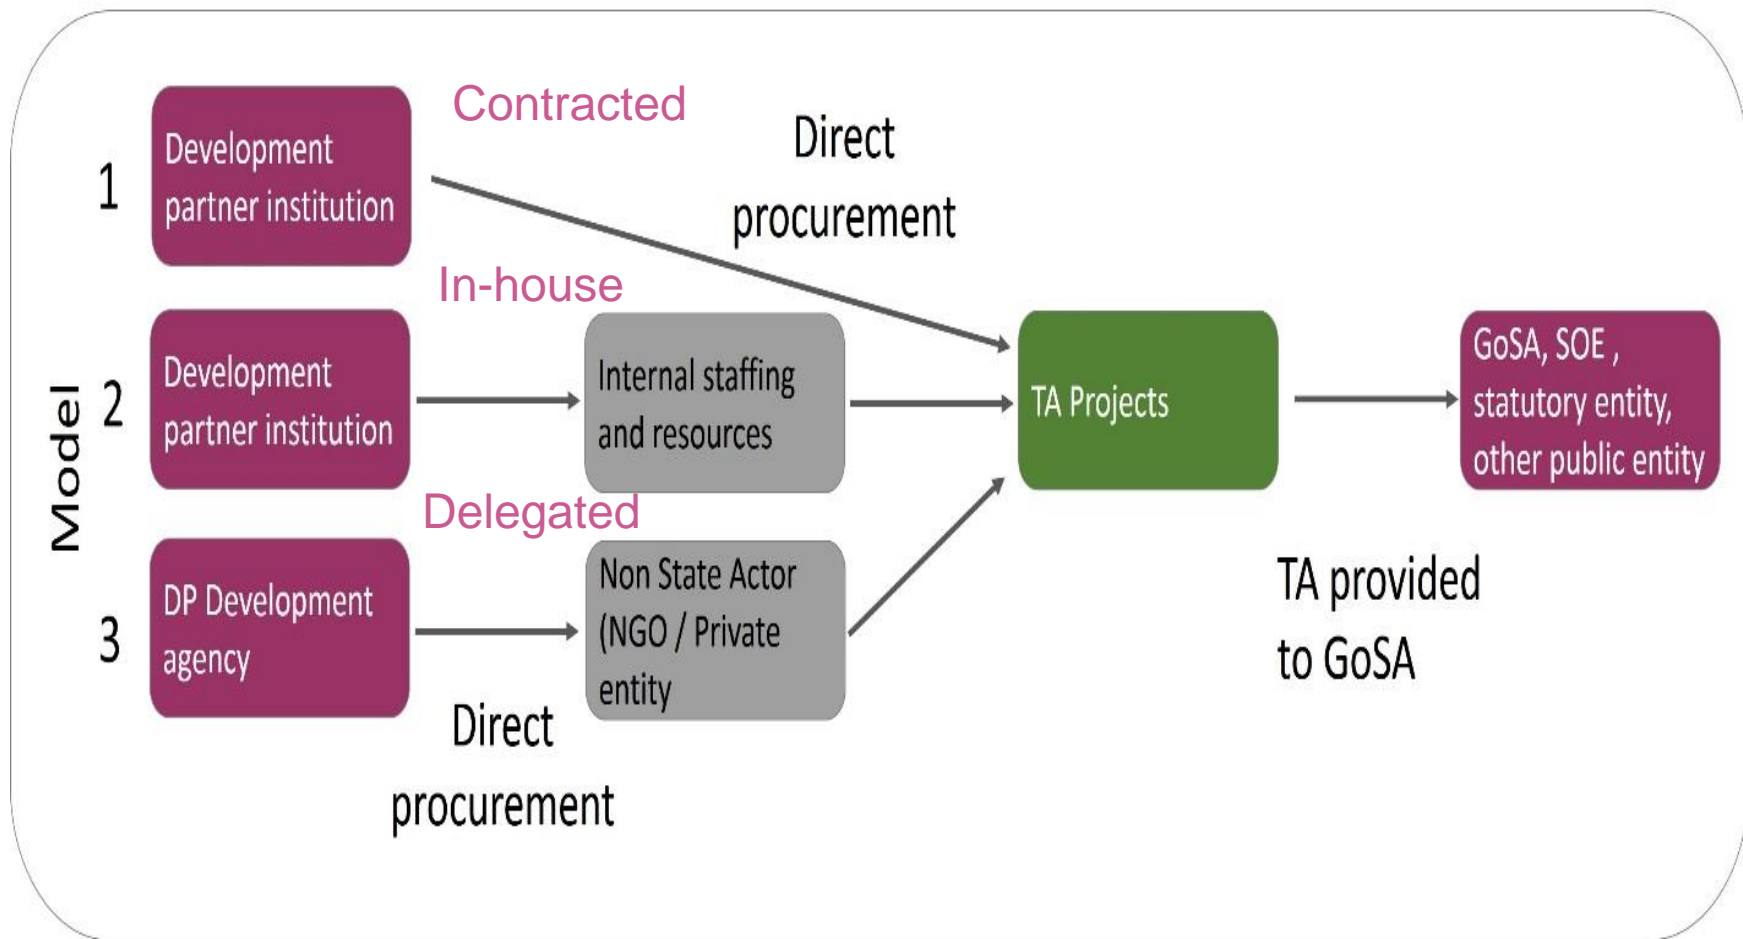 Contracted
Direct
procurement
1
Development
partner institution
In-house
Model
2
Development
partner institution
Internal staffing
and resources
TA Projects
GoSA, SOE ,
statutory entity,
other public entity
Delegated
3
DP Development
agency
Non State Actor
(NGO / Private
entity
Direct
procurement
TA provided
to GoSA